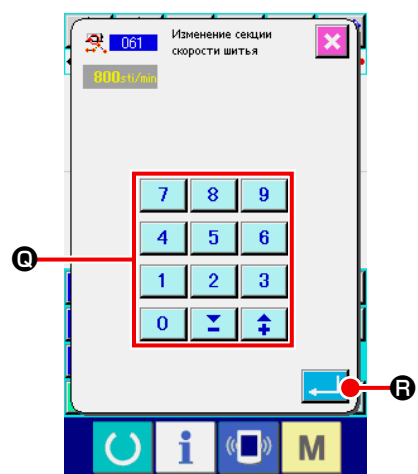 061
Изменение секции
скорости шитья
800sti/min
7 8 9
4 5 6
1 2 3
0
Q
R
i
M